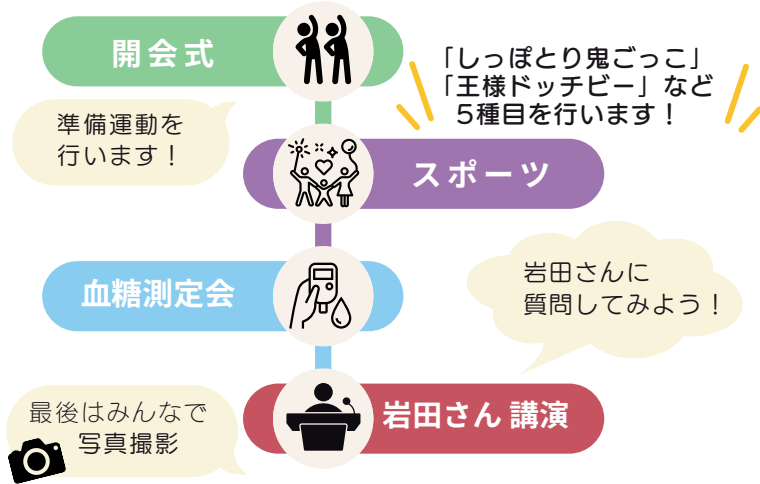 開会式
準備運動を
行います！
「しっぽとり鬼ごっこ」
「王様ドッチビー」など
5種目を行います！
スポーツ
血糖測定会
岩田さんに
質問してみよう！
岩田さん 講演
最後はみんなで
写真撮影